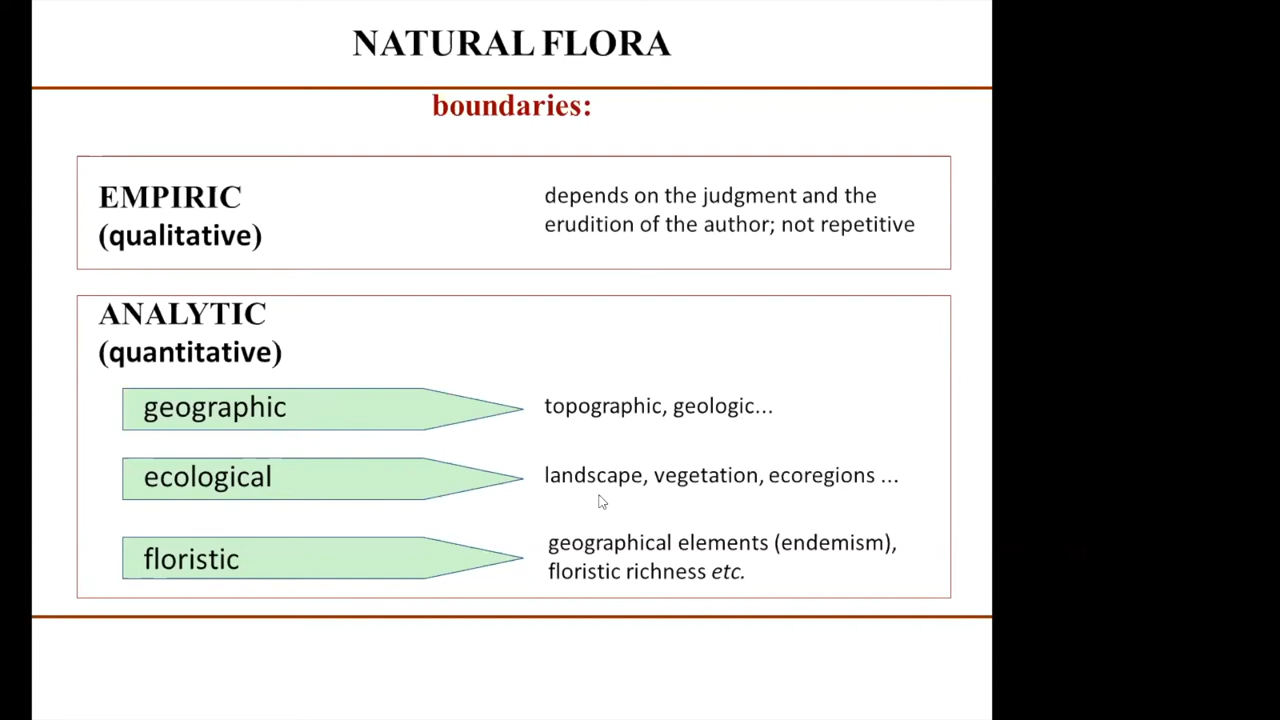 NATURAL FLORA
boundaries:
EMPIRIC
(qualitative)
depends on the judgment and the
erudition of the author; not repetitive
ANALYTIC
(quantitative)
geographic
topographic, geologic...
ecological
landscape, vegetation, ecoregions ...
floristic
geographical elements (endemism),
floristic richness etc.